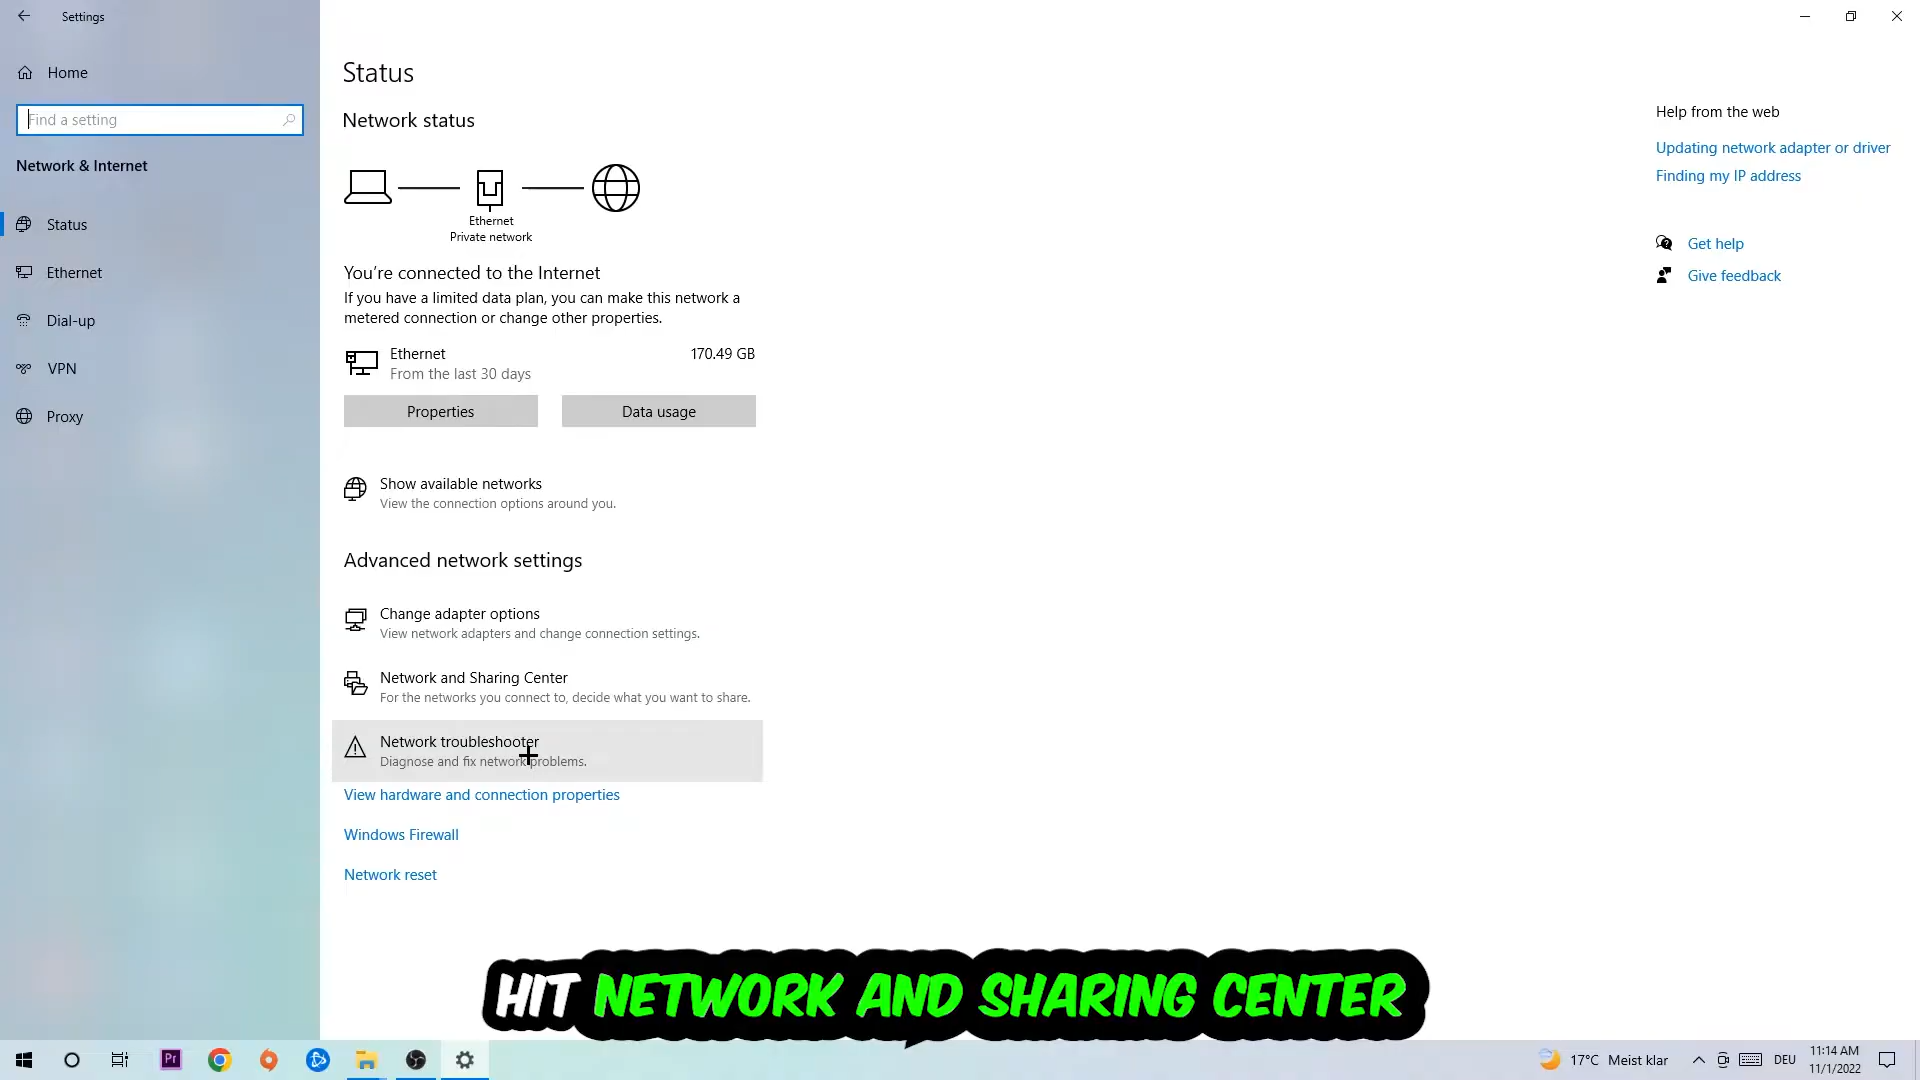 Settings
Home
Find a setting
Network & Internet
Status
Ethernet
Dial-up
VPN
Proxy
Status
Network status
Ethernet
Private network
You're connected to the Internet
If you have a limited data plan, you can make this network a
metered connection or change other properties.
Ethernet 170.49 GB
From the last 30 days
Properties Data usage
Show available networks
View the connection options around you.
Advanced network settings
Change adapter options
View network adapters and change connection settings.
Network and Sharing Center
For the networks you connect to, decide what you want to share.
Network troubleshooter
Diagnose and fix network problems.
View hardware and connection properties
Windows Firewall
Network reset
Help from the web
Updating network adapter or driver
Finding my IP address
Get help
Give feedback
HIT NETWORK AND SHARING CENTER
Pr
17°C Meist klar
DEU
11:14 AM
11/1/2022